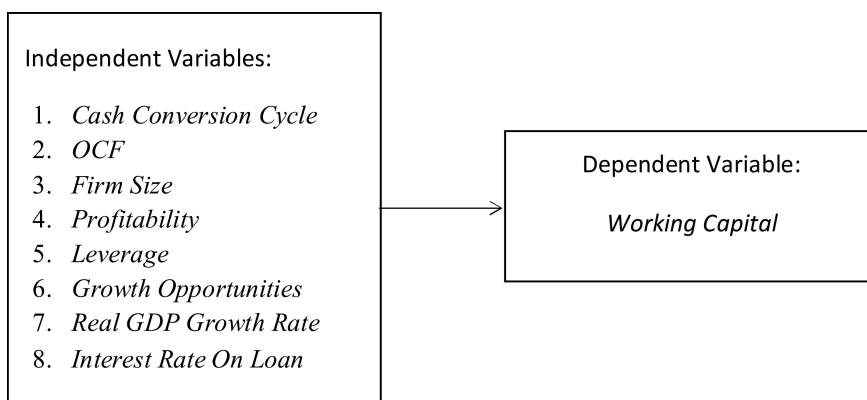 Independent Variables:
1. Cash Conversion Cycle
2. OCF
3. Firm Size
4. Profitability
5. Leverage
6. Growth Opportunities
7. Real GDP Growth Rate
8. Interest Rate On Loan
Dependent Variable:
Working Capital